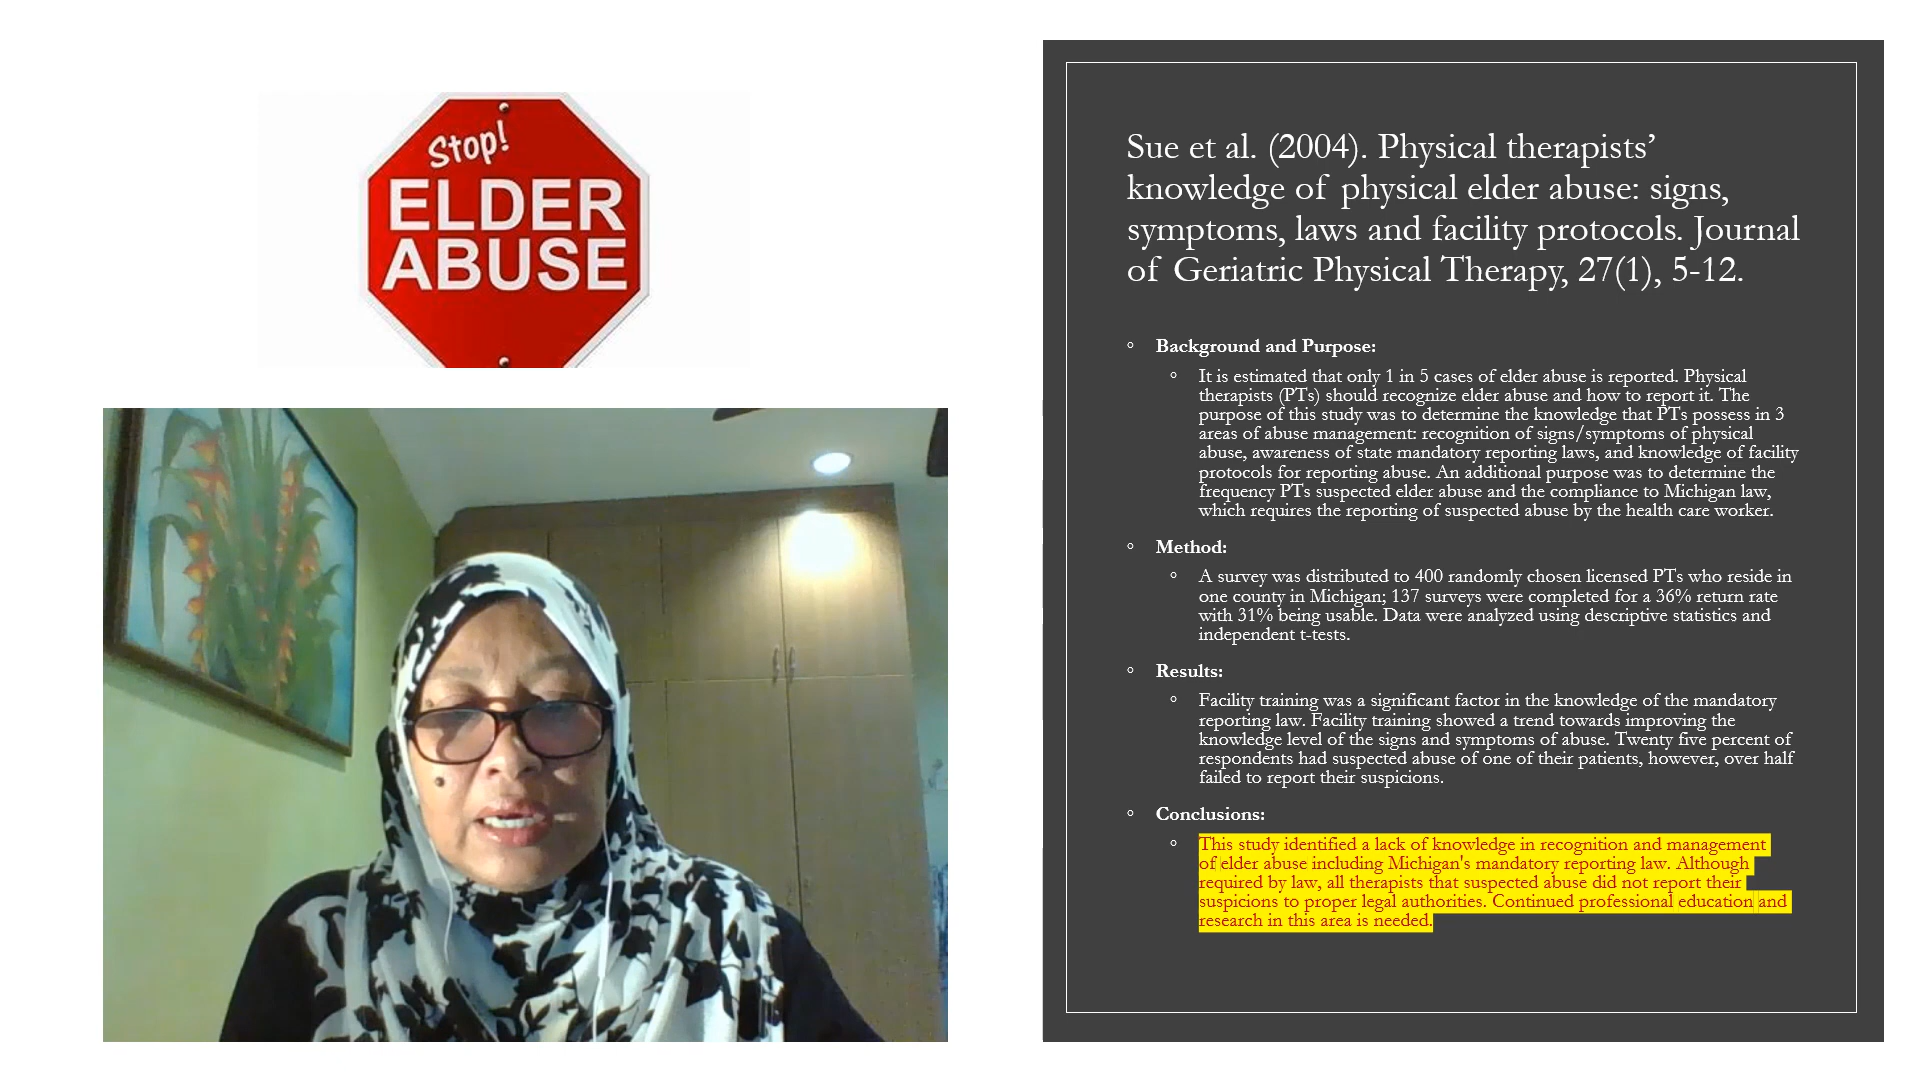 Stop!
ELDER
ABUSE
Sue et al. (2004). Physical therapists’
knowledge of physical elder abuse: signs,
symptoms, laws and facility protocols. Journal
of Geriatric Physical Therapy, 27(1), 5-12.
Background and Purpose:
It is estimated that only 1 in 5 cases of elder abuse is reported. Physical
therapists (PTs) should recognize elder abuse and how to report it. The
purpose of this study was to determine the knowledge that PTs possess in 3
areas of abuse management: recognition of signs/symptoms of physical
abuse, awareness of state mandatory reporting laws, and knowledge of facility
protocols for reporting abuse. An additional purpose was to determine the
frequency PTs suspected elder abuse and the compliance to Michigan law,
which requires the reporting of suspected abuse by the health care worker.
Method:
A survey was distributed to 400 randomly chosen licensed PTs who reside in
one county in Michigan; 137 surveys were completed for a 36% return rate
with 31% being usable. Data were analyzed using descriptive statistics and
independent t-tests.
Results:
Facility training was a significant factor in the knowledge of the mandatory
reporting law. Facility training showed a trend towards improving the
knowledge level of the signs and symptoms of abuse. Twenty five percent of
respondents had suspected abuse of one of their patients, however, over half
failed to report their suspicions.
Conclusions:
This study identified a lack of knowledge in recognition and management
of elder abuse including Michigan's mandatory reporting law. Although
required by law, all therapists that suspected abuse did not report their
suspicions to proper legal authorities. Continued professional education and
research in this area is needed.